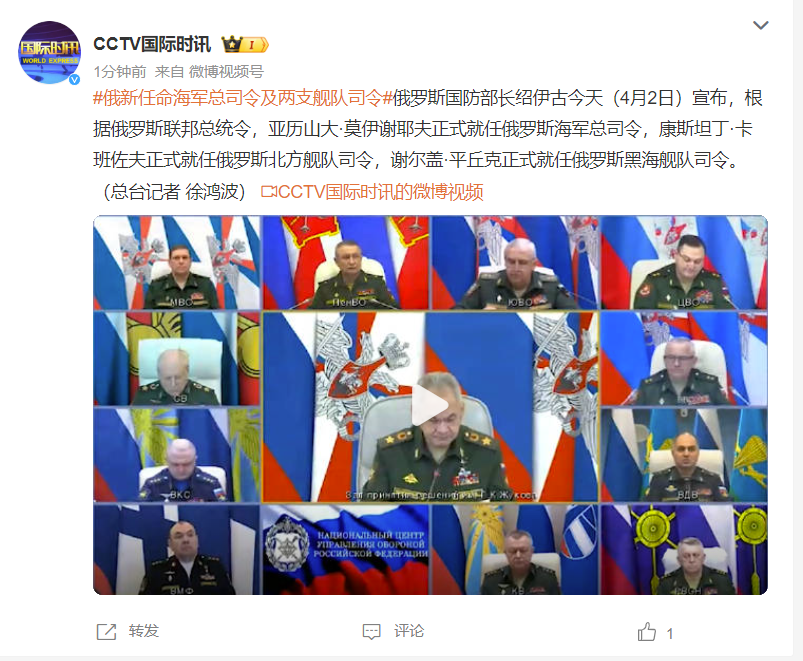 国际时讯
WORLD EXPRESS
CCTV国际时讯
I
1分钟前 来自 微博视频号
#俄新任命海军总司令及两支舰队司令#俄罗斯国防部长绍伊古今天（4月2日）宣布，根
据俄罗斯联邦总统令，亚历山大·莫伊谢耶夫正式就任俄罗斯海军总司令，康斯坦丁·卡
班佐夫正式就任俄罗斯北方舰队司令，谢尔盖·平丘克正式就任俄罗斯黑海舰队司令。
（总台记者 徐鸿波） CCTV国际时讯的微博视频
МВО
ЛенВО
ЮВО
ЦВО
СВ
ВКС
Зал принятия решений им Г.К.Жукова
ВДВ
ВМФ
НАЦИОНАЛЬНЫЙ ЦЕНТР
УПРАВЛЕНИЯ ОБОРОНОЙ
РОССИЙСКОЙ ФЕДЕРАЦИИ
КВ
转发
评论
1